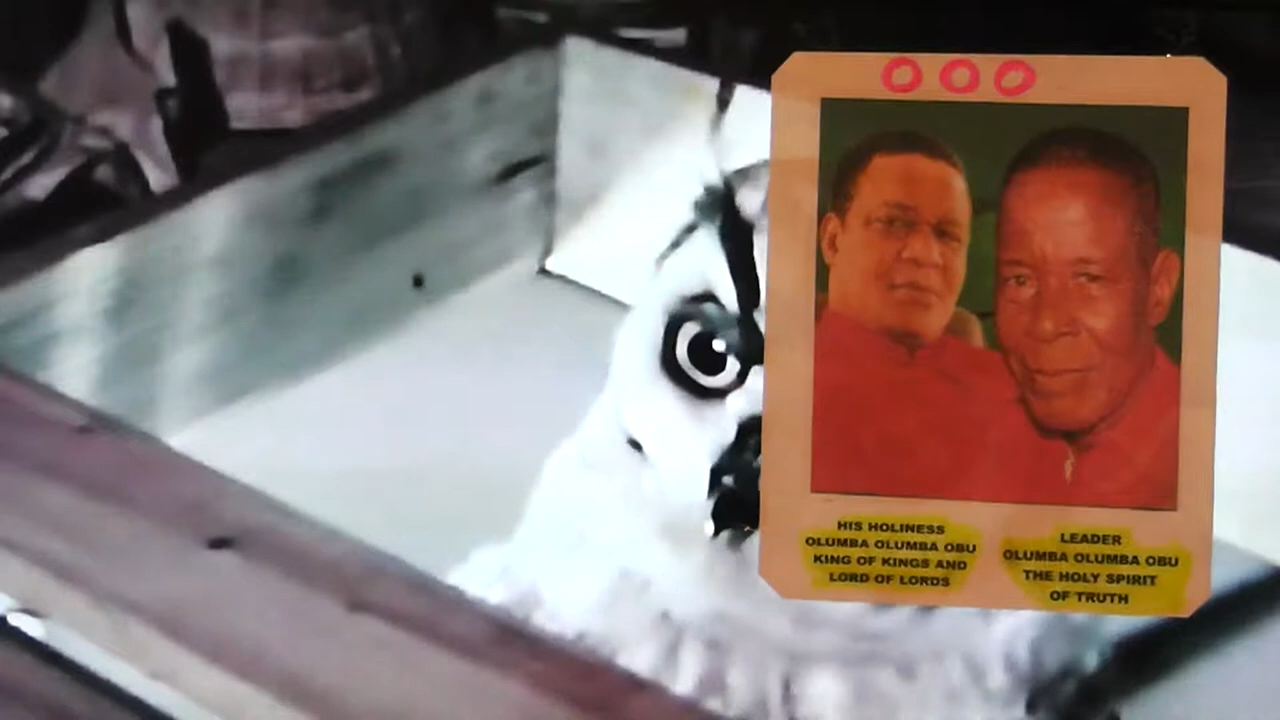 O O O
HIS HOLINESS
OLUMBA OLUMBA OBU
KING OF KINGS AND
LORD OF LORDS
LEADER
OLUMBA OLUMBA OBU
THE HOLY SPIRIT
OF TRUTH